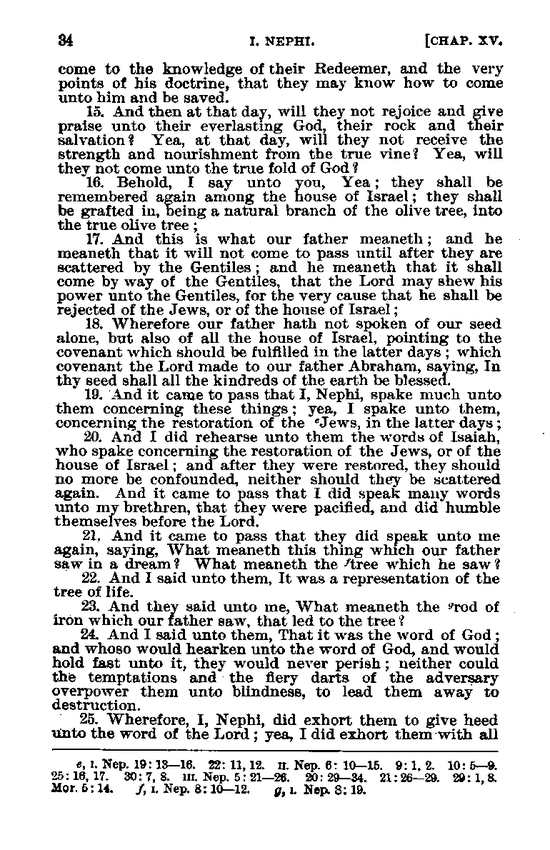 34 I. NEPHI. [CHAP. XV.
come to the knowledge of their Redeemer, and the very
points of his doctrine, that they may know how to come
unto him and be saved.
15. And then at that day, will they not rejoice and give
praise unto their everlasting God, their rock and their
salvation? Yea, at that day, will they not receive the
strength and nourishment from the true vine? Yea, will
they not come unto the true fold of God?
16. Behold, I say unto you, Yea; they shall be
remembered again among the house of Israel; they shall
be grafted in, being a natural branch of the olive tree, into
the true olive tree;
17. And this is what our father meaneth; and he
meaneth that it will not come to pass until after they are
scattered by the Gentiles; and he meaneth that it shall
come by way of the Gentiles, that the Lord may shew his
power unto the Gentiles, for the very cause that he shall be
rejected of the Jews, or of the house of Israel;
18. Wherefore our father hath not spoken of our seed
alone, but also of all the house of Israel, pointing to the
covenant which should be fulfilled in the latter days; which
covenant the Lord made to our father Abraham, saying, In
thy seed shall all the kindreds of the earth be blessed.
19. And it came to pass that I, Nephi, spake much unto
them concerning these things; yea, I spake unto them,
concerning the restoration of the eJews, in the latter days;
20. And I did rehearse unto them the words of Isaiah,
who spake concerning the restoration of the Jews, or of the
house of Israel; and after they were restored, they should
no more be confounded, neither should they be scattered
again. And it came to pass that I did speak many words
unto my brethren, that they were pacified, and did humble
themselves before the Lord.
21. And it came to pass that they did speak unto me
again, saying, What meaneth this thing which our father
saw in a dream? What meaneth the ftree which he saw?
22. And I said unto them, It was a representation of the
tree of life.
23. And they said unto me, What meaneth the grod of
iron which our father saw, that led to the tree?
24. And I said unto them, That it was the word of God;
and whoso would hearken unto the word of God, and would
hold fast unto it, they would never perish; neither could
the temptations and the fiery darts of the adversary
overpower them unto blindness, to lead them away to
destruction.
25. Wherefore, I, Nephi, did exhort them to give heed
unto the word of the Lord; yea, I did exhort them with all
e, I. Nep. 19: 13—16. 22: 11, 12. II. Nep. 6: 10—15. 9: 1, 2. 10: 5—9.
25: 16, 17. 30: 7, 8. III. Nep. 5: 21—26. 20: 29—34. 21: 26—29. 29: 1, 8.
Mor. 5: 14. f, I. Nep. 8: 10—12. g, I. Nep. 8: 19.